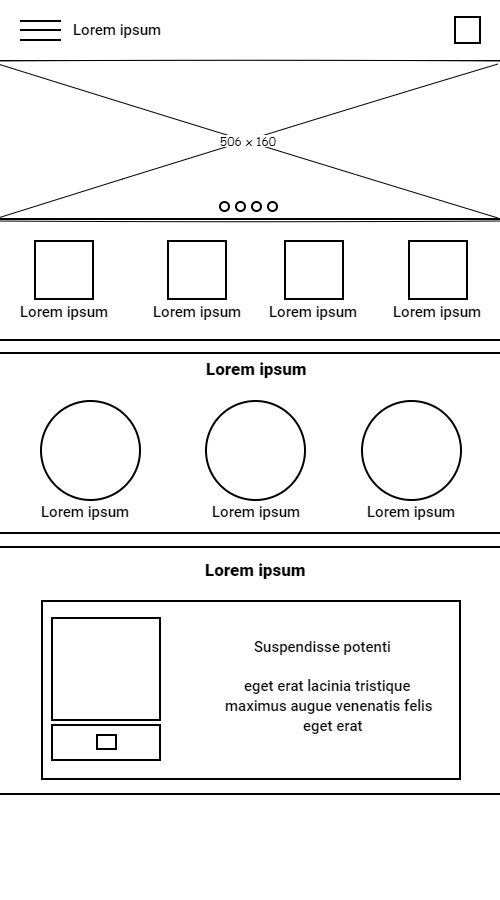 Lorem ipsum
506 x 160
Lorem ipsum Lorem ipsum Lorem ipsum Lorem ipsum
Lorem ipsum
Lorem ipsum Lorem ipsum Lorem ipsum
Lorem ipsum
Suspendisse potenti
eget erat lacinia tristique
maximus augue venenatis felis
eget erat